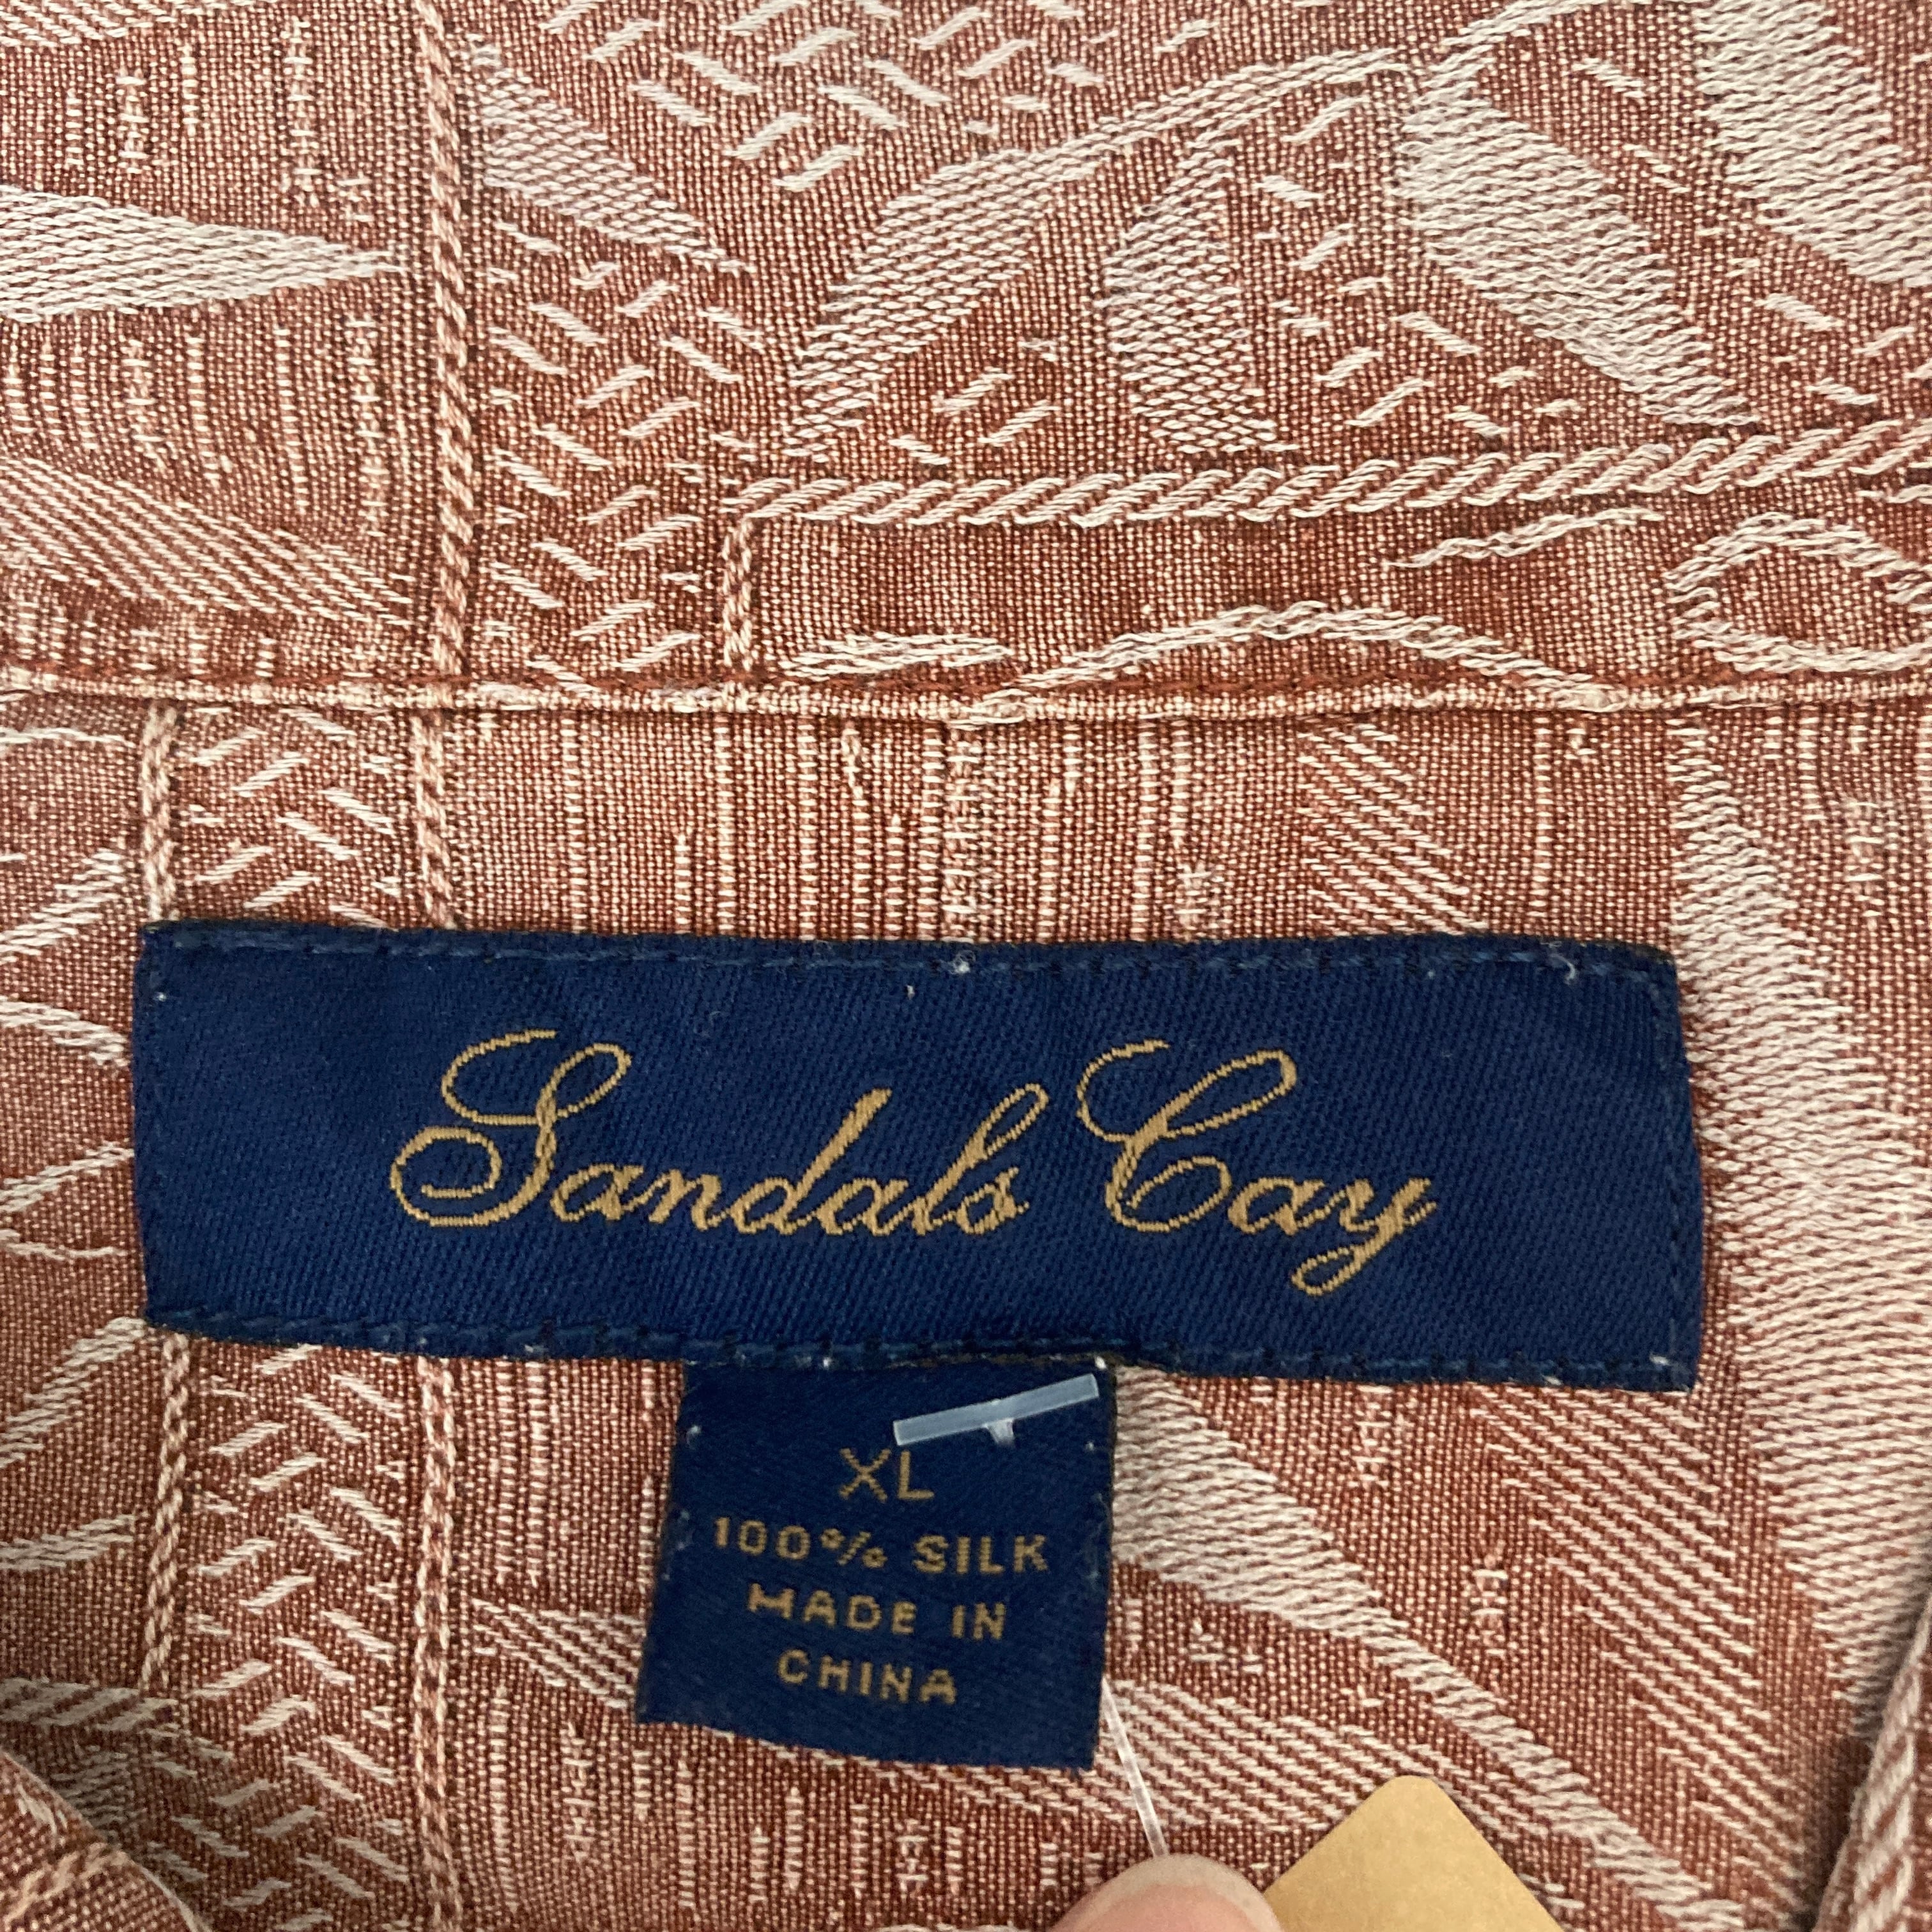 Sandals Cay
XL
100% SILK
MADE IN
CHINA